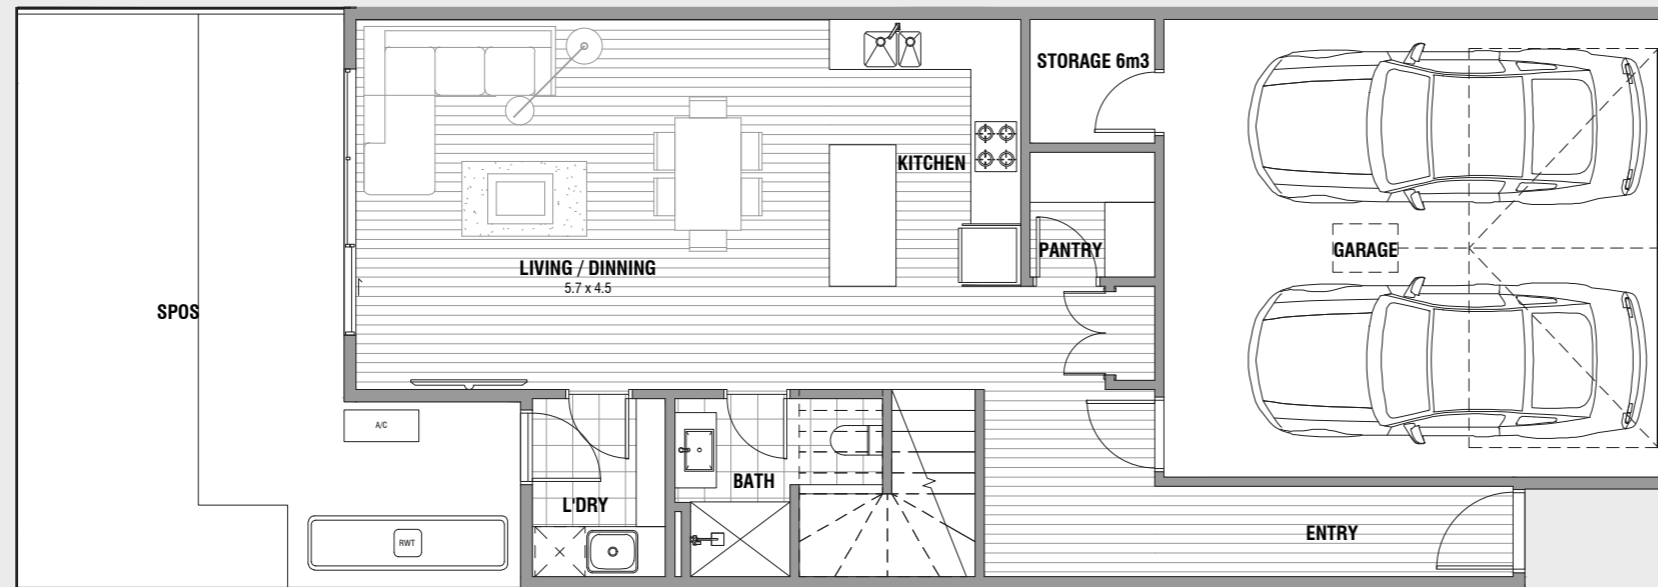 STORAGE 6m3
KITCHEN
PANTRY
GARAGE
LIVING / DINNING
5.7 x 4.5
SPOS
A/C
BATH
L'DRY
ENTRY
RWT